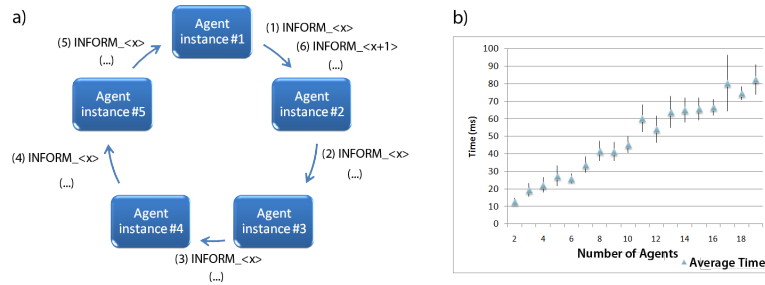 a)
Agent
instance #1
(1) INFORM_<x>
(6) INFORM_<x+1>
(...)
(5) INFORM_<x>
(...)
Agent
instance #5
Agent
instance #2
(4) INFORM_<x>
(...)
(2) INFORM_<x>
(...)
Agent
instance #4
Agent
instance #3
(3) INFORM_<x>
(...)
b)
Time (ms)
100
90
80
70
60
50
40
30
20
10
0
2 4 6 8 10 12 14 16 18
Number of Agents
Average Time